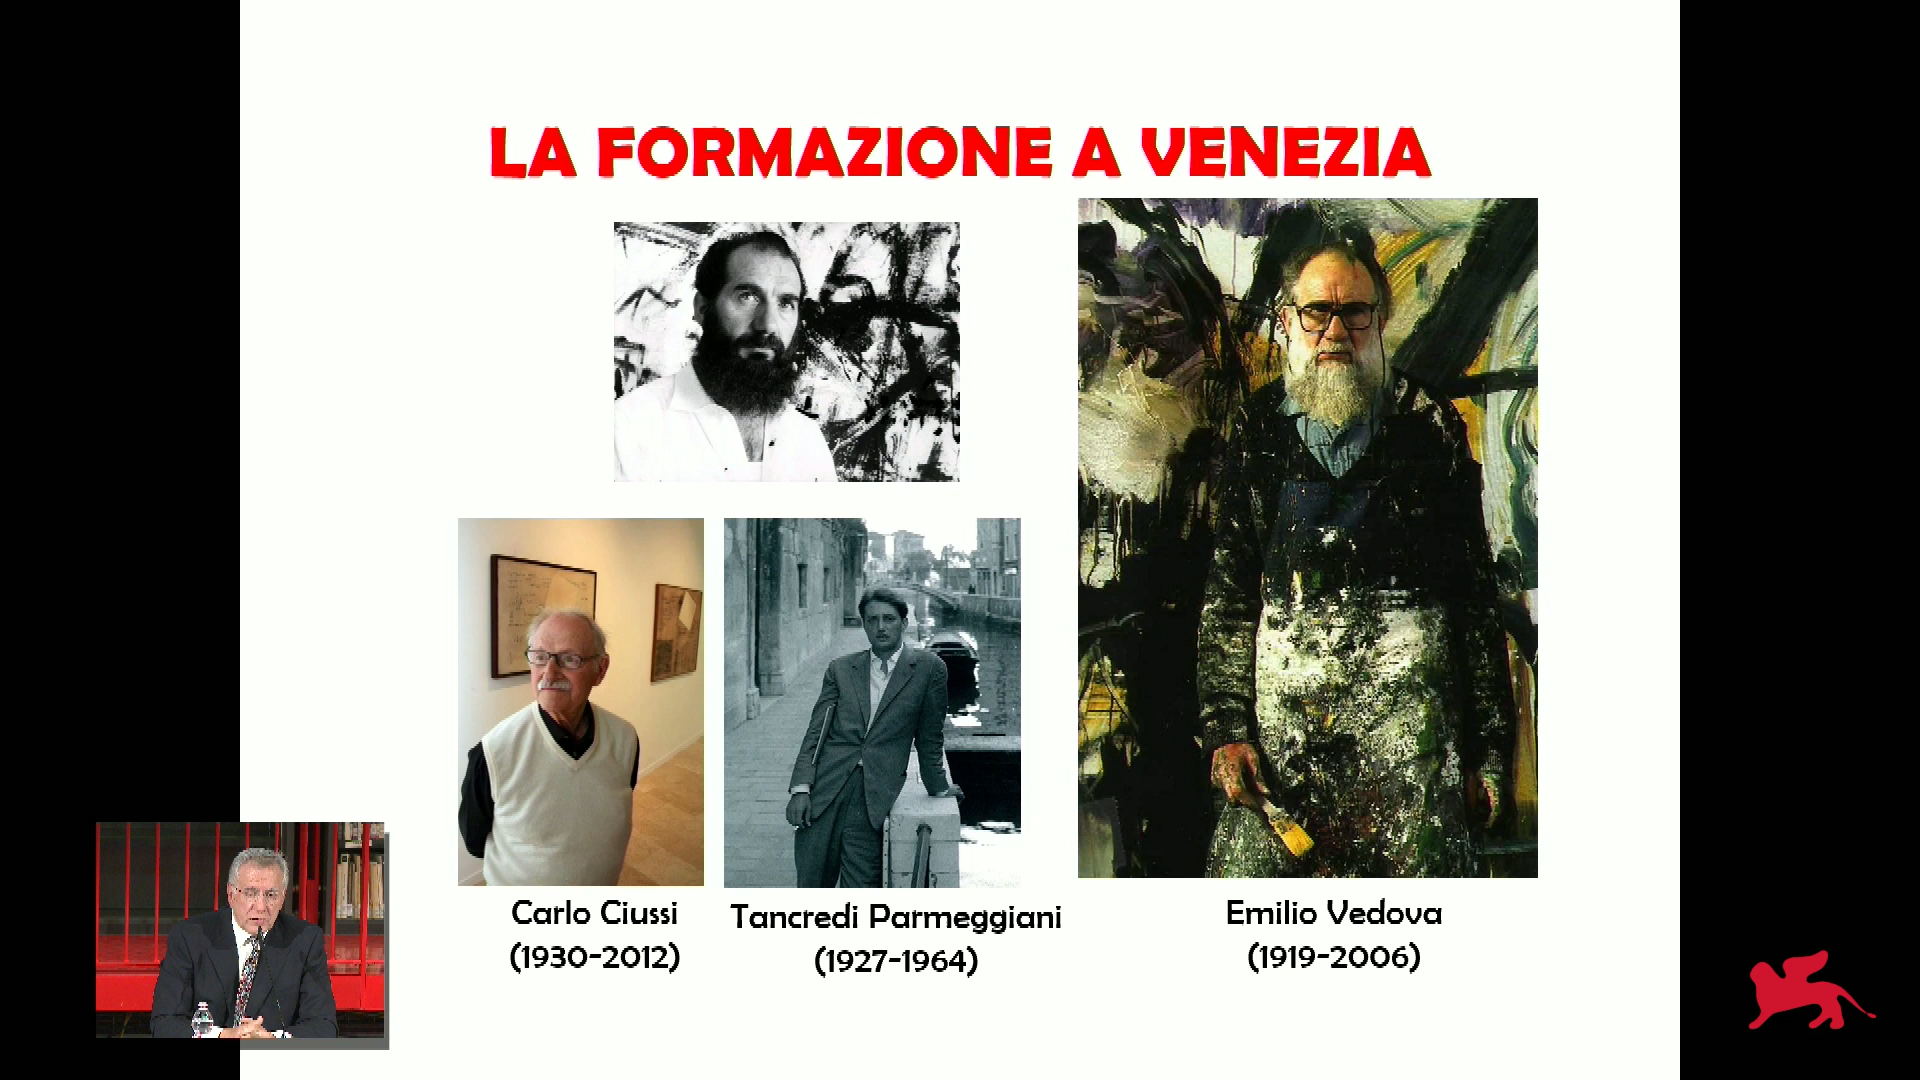 LA FORMAZIONE A VENEZIA
Carlo Ciussi
(1930-2012)
Tancredi Parmeggiani
(1927-1964)
Emilio Vedova
(1919-2006)